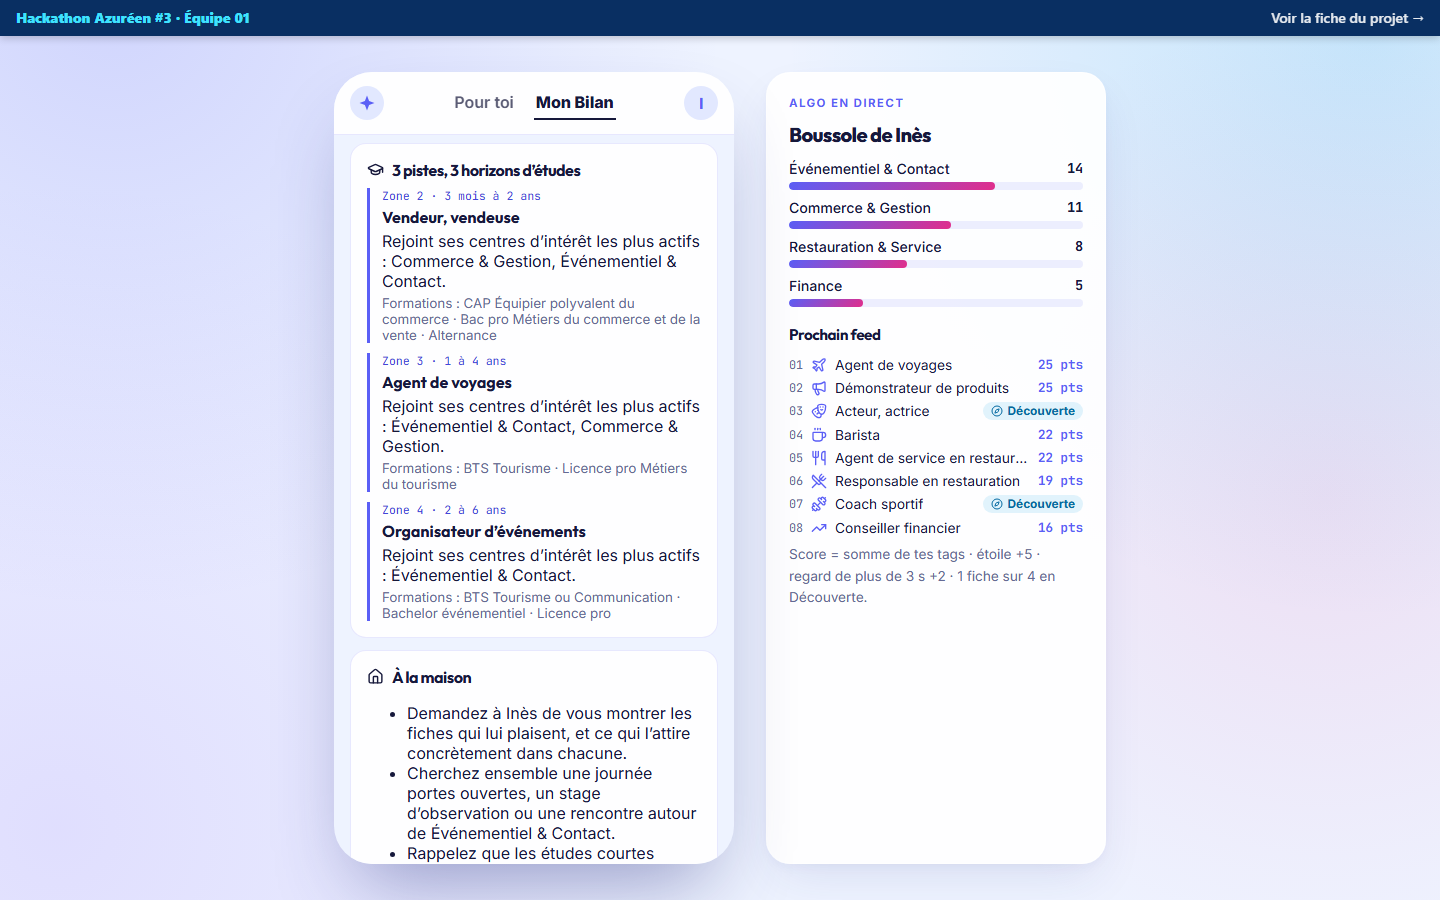 Hackathon Azuréen #3 · Équipe 01
Voir la fiche du projet →
Pour toi
Mon Bilan
I
3 pistes, 3 horizons d’études
Zone 2 · 3 mois à 2 ans
Vendeur, vendeuse
Rejoint ses centres d’intérêt les plus actifs
: Commerce & Gestion, Événementiel &
Contact.
Formations : CAP Équipier polyvalent du
commerce · Bac pro Métiers du commerce et de la
vente · Alternance
Zone 3 · 1 à 4 ans
Agent de voyages
Rejoint ses centres d’intérêt les plus actifs
: Événementiel & Contact, Commerce &
Gestion.
Formations : BTS Tourisme · Licence pro Métiers
du tourisme
Zone 4 · 2 à 6 ans
Organisateur d’événements
Rejoint ses centres d’intérêt les plus actifs
: Événementiel & Contact.
Formations : BTS Tourisme ou Communication ·
Bachelor événementiel · Licence pro
À la maison
• Demandez à Inès de vous montrer les
fiches qui lui plaisent, et ce qui l’attire
concrètement dans chacune.
• Cherchez ensemble une journée
portes ouvertes, un stage
d’observation ou une rencontre autour
de Événementiel & Contact.
• Rappelez que les études courtes
ALGO EN DIRECT
Boussole de Inès
Événementiel & Contact 14
Commerce & Gestion 11
Restauration & Service 8
Finance 5
Prochain feed
01 Agent de voyages 25 pts
02 Démonstrateur de produits 25 pts
03 Acteur, actrice Découverte
04 Barista 22 pts
05 Agent de service en restaur... 22 pts
06 Responsable en restauration 19 pts
07 Coach sportif Découverte
08 Conseiller financier 16 pts
Score = somme de tes tags · étoile +5 ·
regard de plus de 3 s +2 · 1 fiche sur 4 en
Découverte.